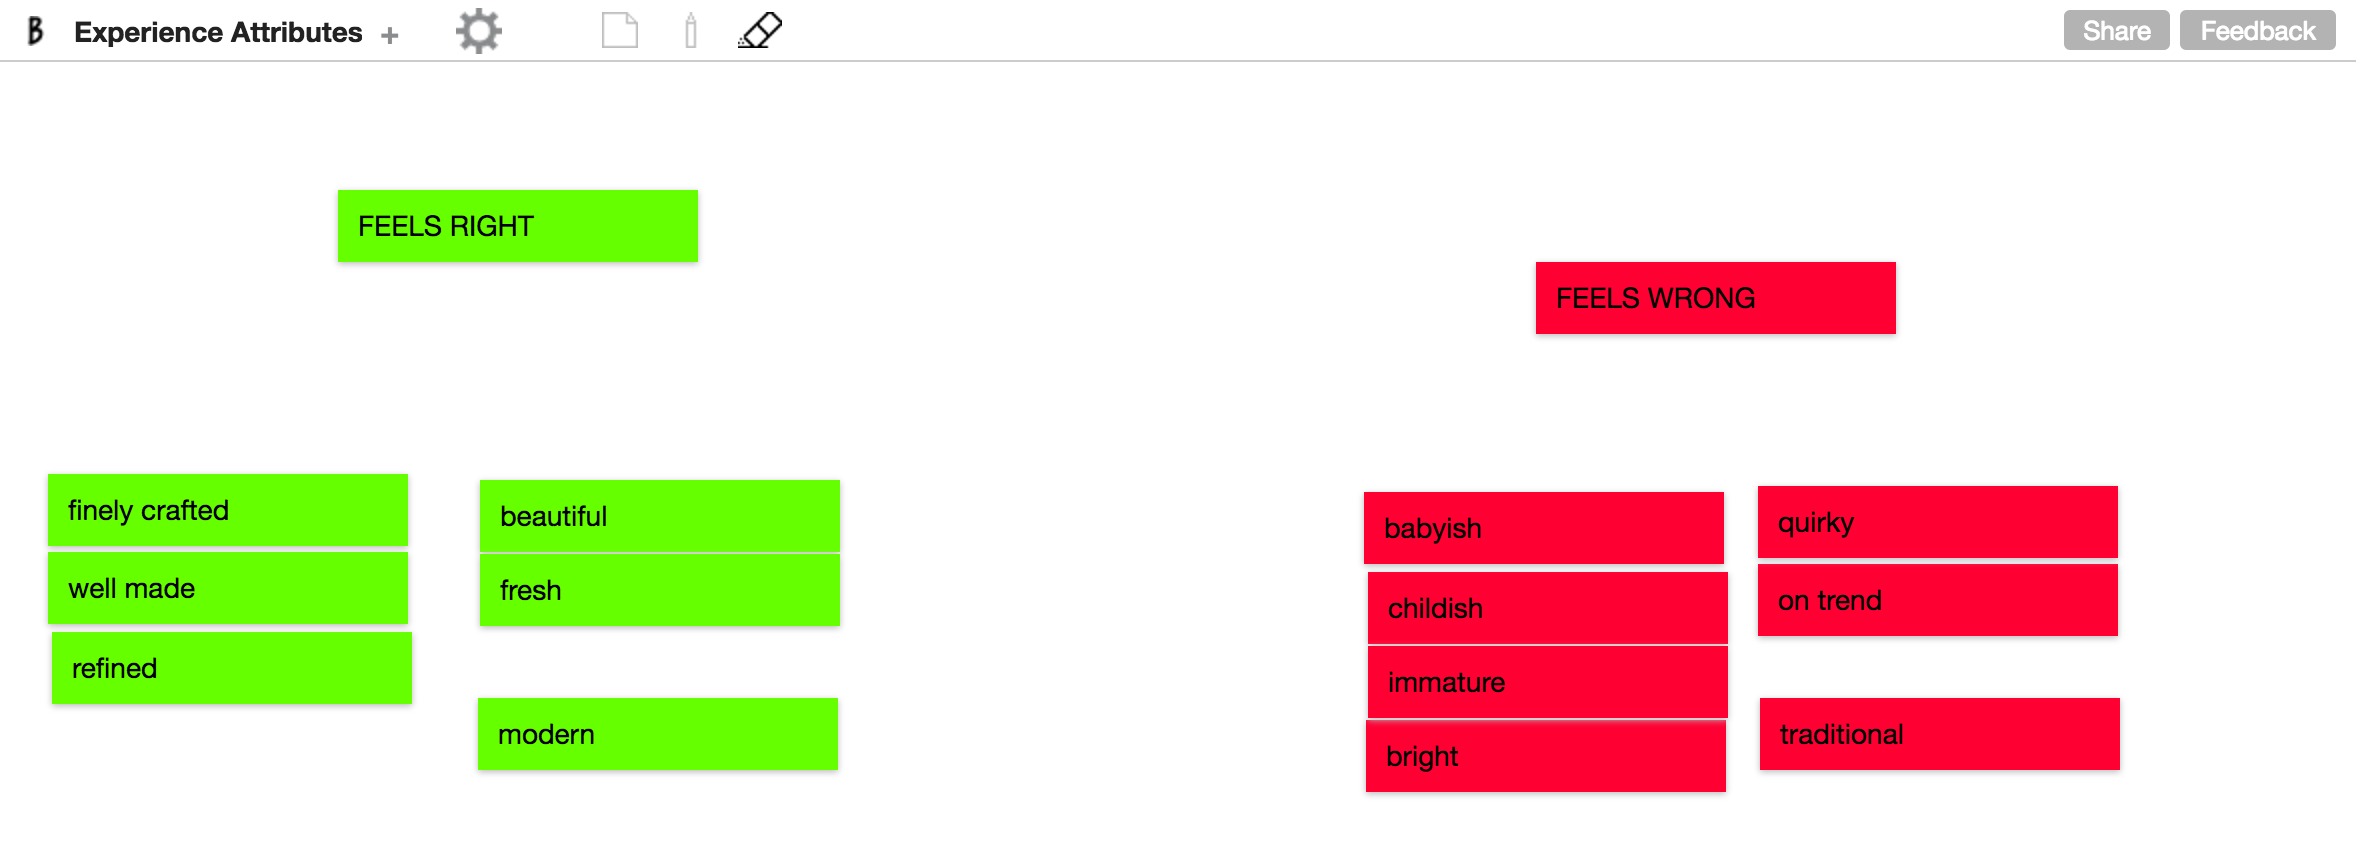 B Experience Attributes +
Share
Feedback
FEELS RIGHT
FEELS WRONG
finely crafted
well made
refined
beautiful
fresh
modern
babyish
childish
immature
bright
quirky
on trend
traditional